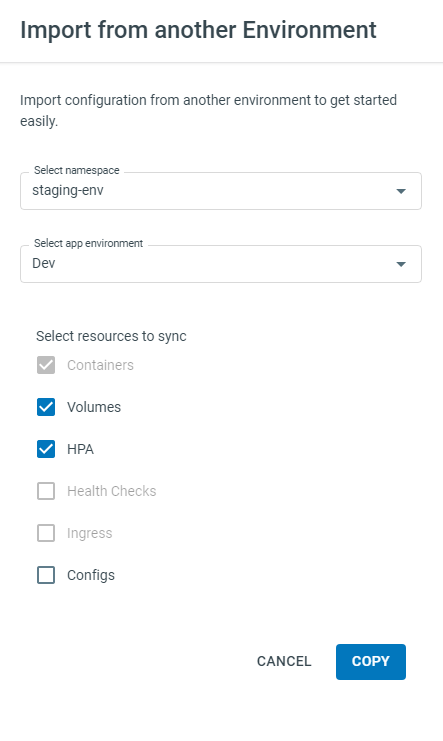 Import from another Environment
Import configuration from another environment to get started
easily.
Select namespace
staging-env
Select app environment
Dev
Select resources to sync
Containers
Volumes
HPA
Health Checks
Ingress
Configs
CANCEL COPY